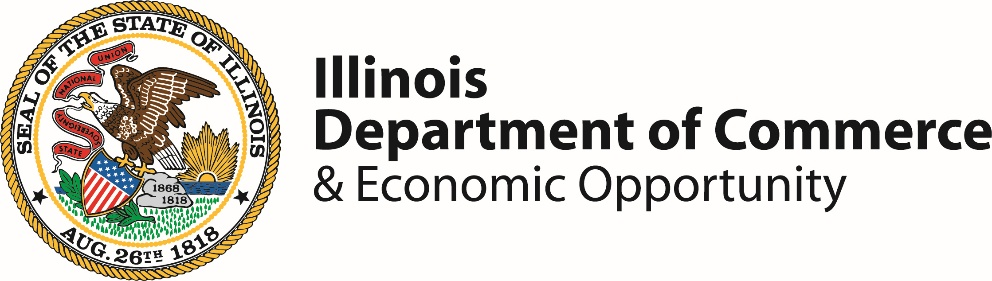 SEAL OF THE STATE OF ILLINOIS
UNION
NATIONAL
SOVEREIGNTY
STATE
1868
1818
AUG. 26TH 1818
Illinois
Department of Commerce
& Economic Opportunity